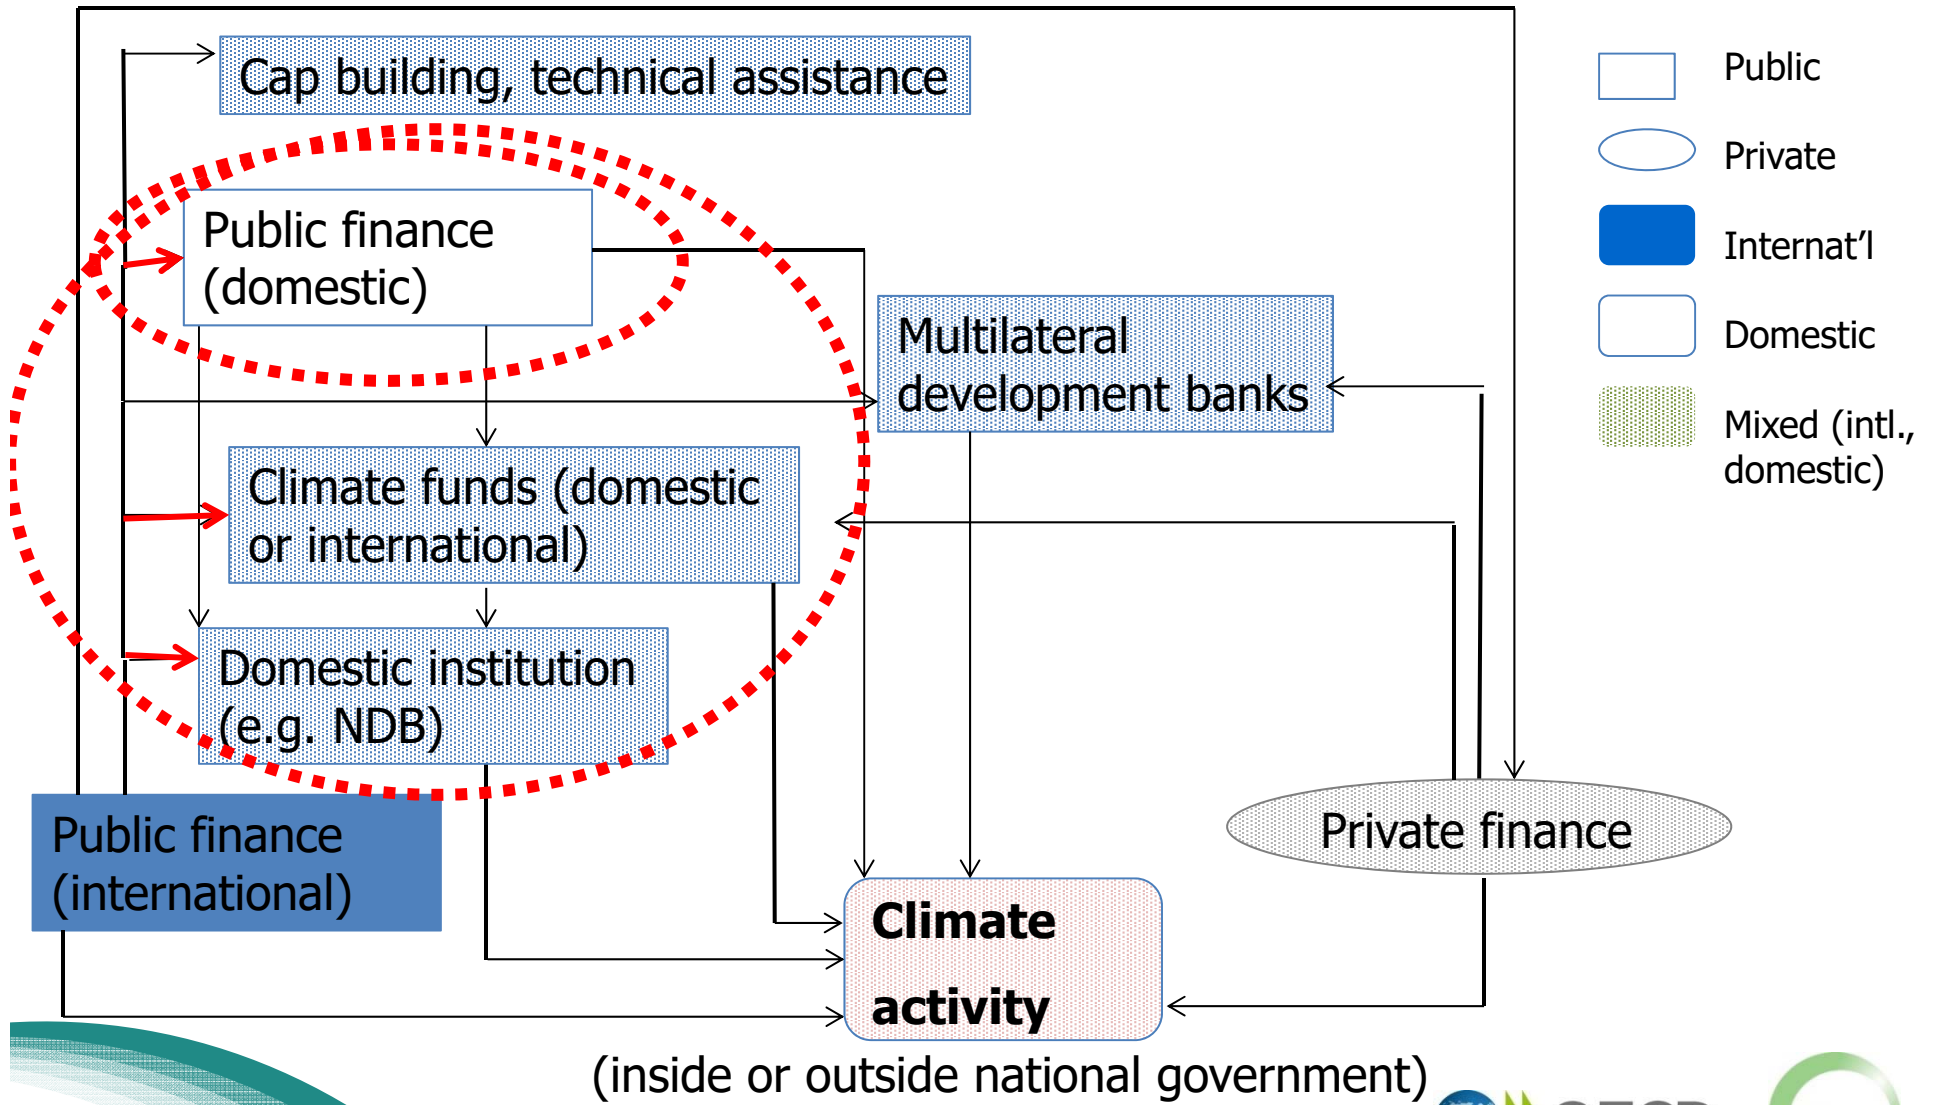 Cap building, technical assistance
Public finance
(domestic)
Multilateral
development banks
Climate funds (domestic
or international)
Domestic institution
(e.g. NDB)
Public finance
(international)
Private finance
Climate
activity
(inside or outside national government)
Public
Private
Internat’l
Domestic
Mixed (intl.,
domestic)